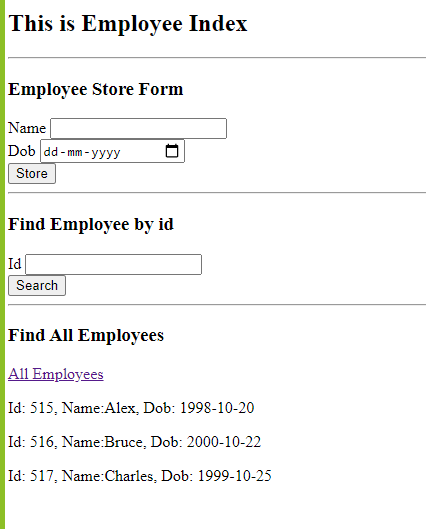 This is Employee Index
Employee Store Form
Name
Dob dd-mm-yyyy
Store
Find Employee by id
Id
Search
Find All Employees
All Employees
Id: 515, Name:Alex, Dob: 1998-10-20
Id: 516, Name:Bruce, Dob: 2000-10-22
Id: 517, Name:Charles, Dob: 1999-10-25